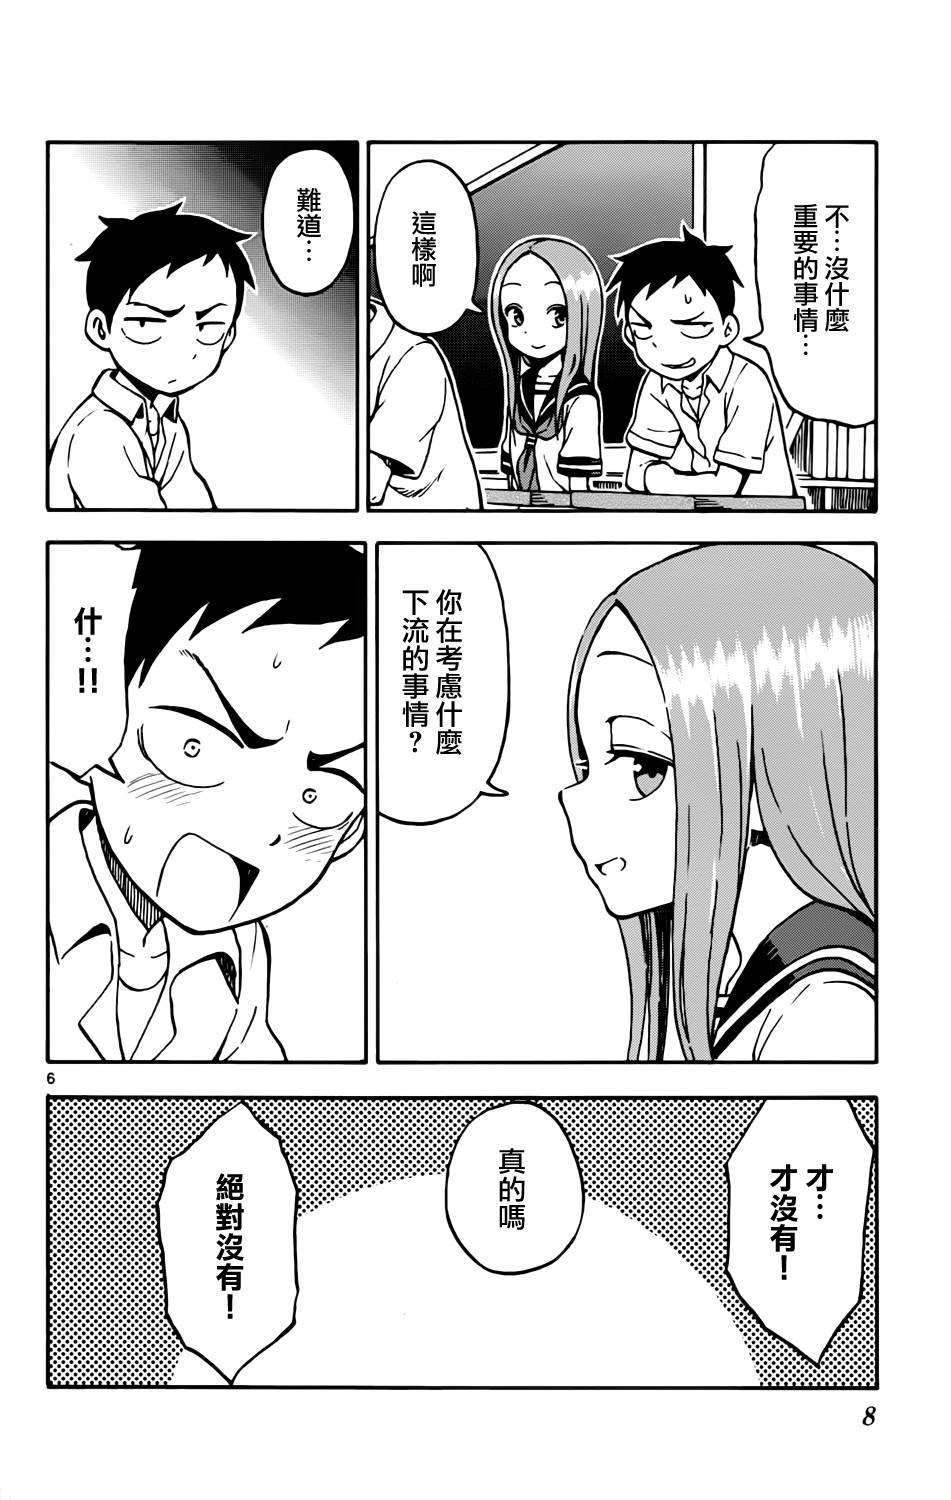 不…沒什麼
重要的事情…
這樣啊
難道…
你在考慮什麼
下流的事情?
什…!!
6
才…
才沒有!
真的嗎
絕對沒有!
8